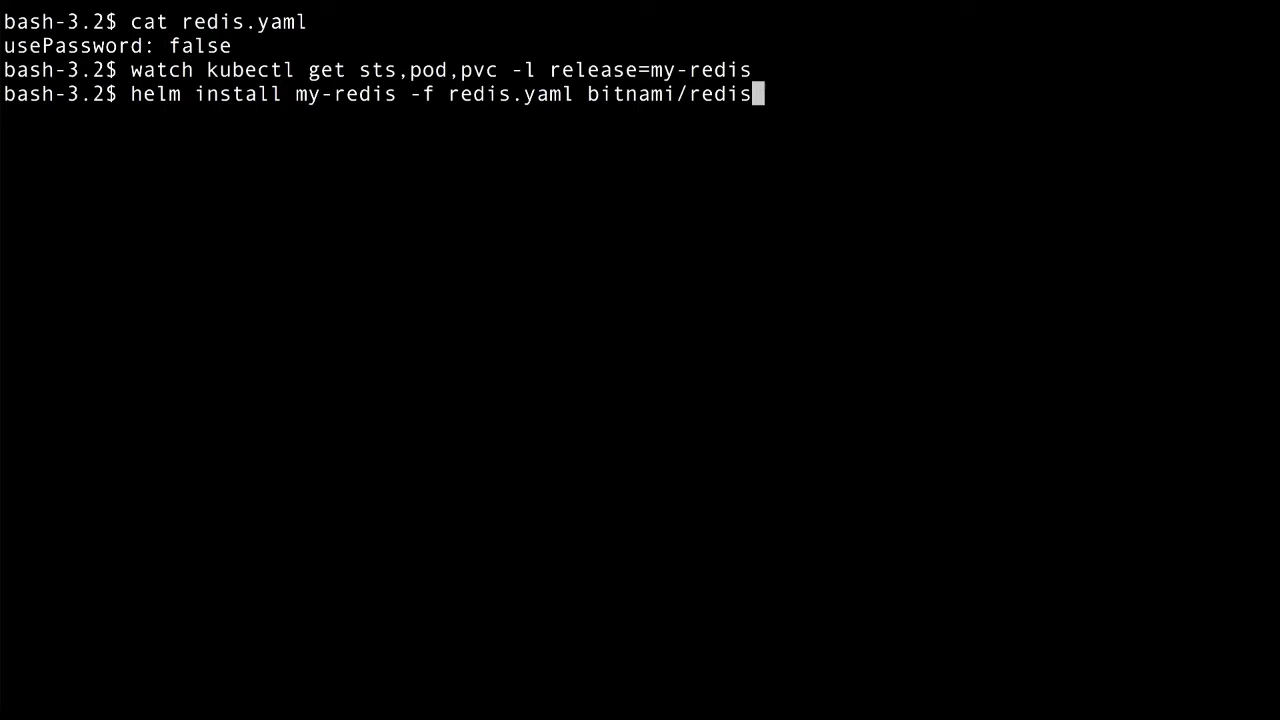 bash-3.2$ cat redis.yaml
usePassword: false
bash-3.2$ watch kubectl get sts,pod,pvc -l release=my-redis
bash-3.2$ helm install my-redis -f redis.yaml bitnami/redis